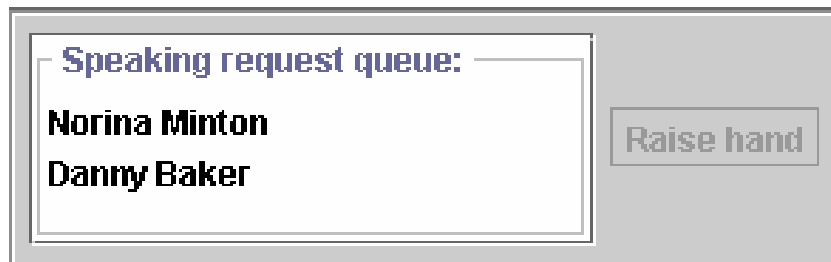 Speaking request queue:
Norina Minton
Danny Baker
Raise hand